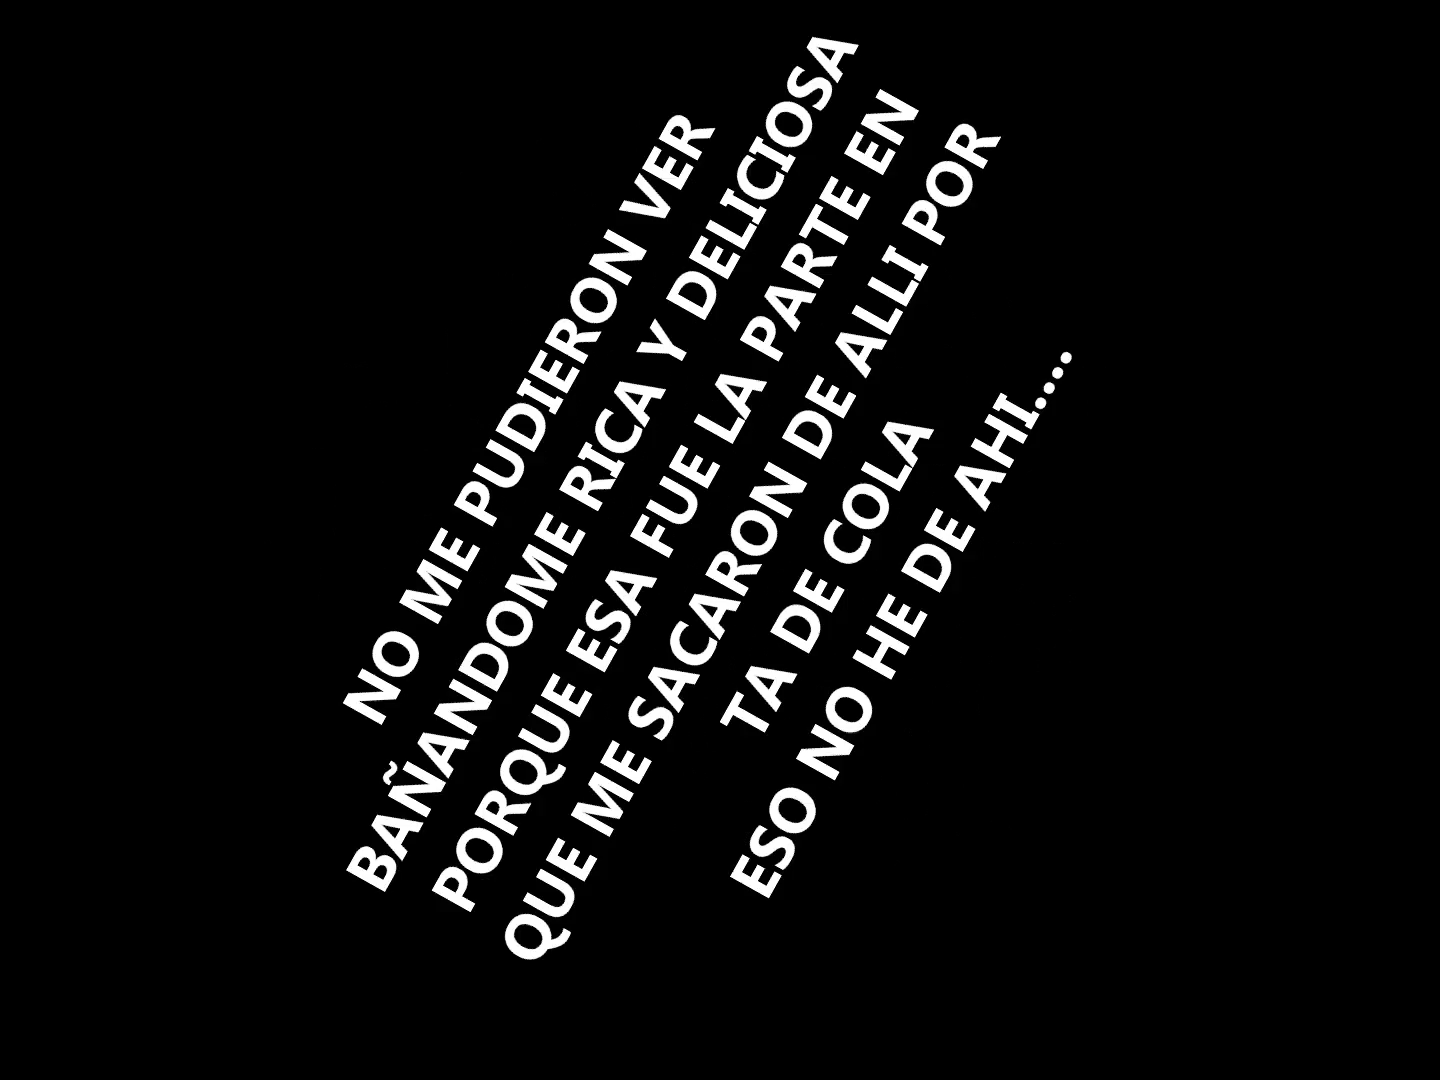 NO ME PUDIERON VER
BAÑANDOME RICA Y DELICIOSA
PORQUE ESA FUE LA PARTE EN
QUE ME SACARON DE ALLI POR
TA DE COLA
ESO NO HE DE AHI....